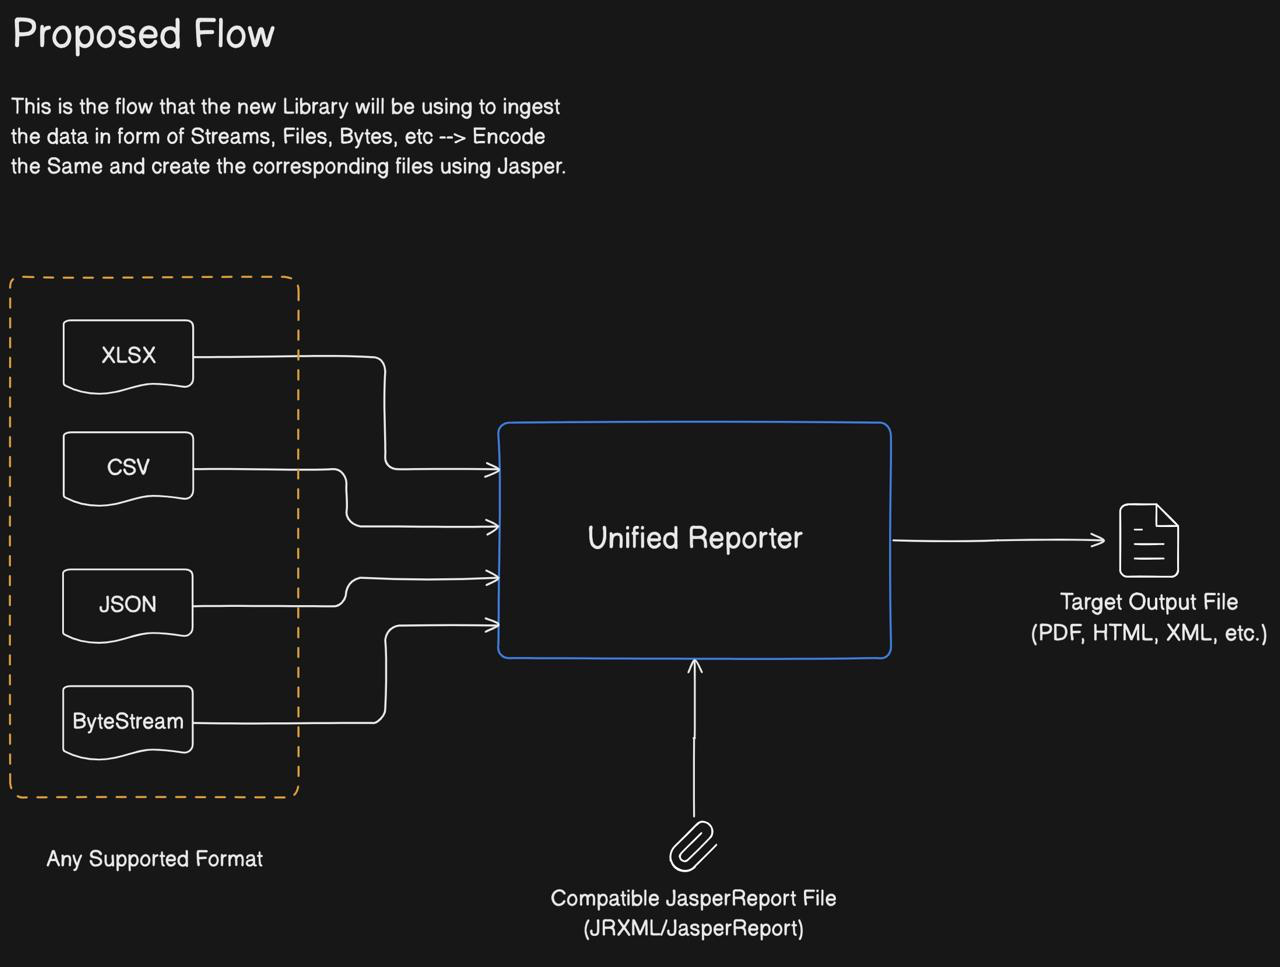 Proposed Flow
This is the flow that the new Library will be using to ingest
the data in form of Streams, Files, Bytes, etc --> Encode
the Same and create the corresponding files using Jasper.
XLSX
CSV
JSON
ByteStream
Any Supported Format
Unified Reporter
Compatible JasperReport File
(JRXML/JasperReport)
Target Output File
(PDF, HTML, XML, etc.)